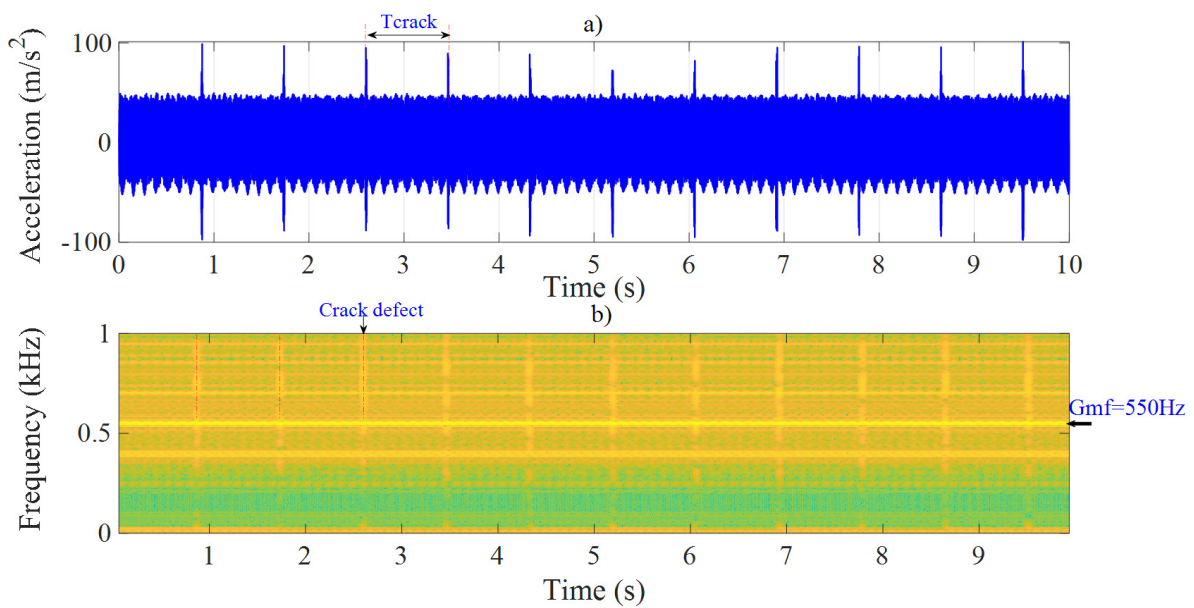 Tcrack
a)
Acceleration (m/s²)
100
0
-100
0 1 2 3 4 5 6 7 8 9 10
Time (s)
Crack defect
b)
Frequency (kHz)
1
0.5
0
Gmf=550Hz
1 2 3 4 5 6 7 8 9
Time (s)